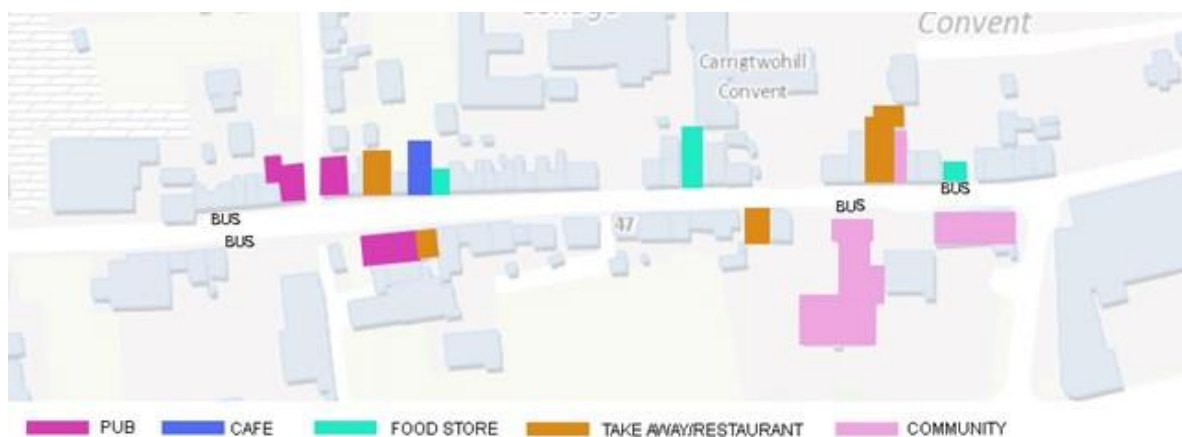 Convent
Carrigtwohill
Convent
BUS
BUS
BUS
BUS
47
PUB
CAFE
FOOD STORE
TAKE AWAY/RESTAURANT
COMMUNITY